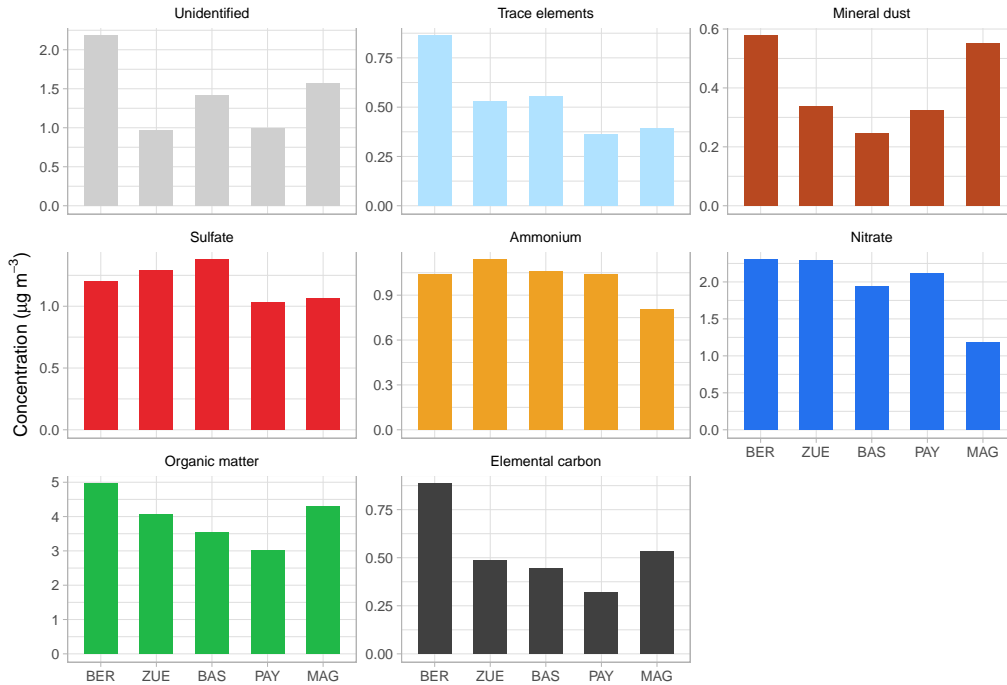 Unidentified
Trace elements
Mineral dust
2.0
1.5
1.0
0.5
0.0
0.75
0.50
0.25
0.00
0.6
0.4
0.2
0.0
Concentration (μg m⁻³)
Sulfate
Ammonium
Nitrate
1.0
0.5
0.0
0.9
0.6
0.3
0.0
2.0
1.5
1.0
0.5
0.0
BER ZUE BAS PAY MAG
Organic matter
Elemental carbon
5
4
3
2
1
0
0.75
0.50
0.25
0.00
BER ZUE BAS PAY MAG
BER ZUE BAS PAY MAG